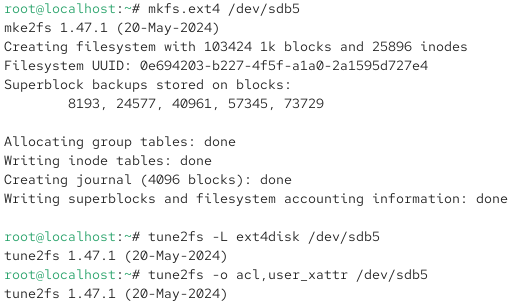 root@localhost:~# mkfs.ext4 /dev/sdb5
mke2fs 1.47.1 (20-May-2024)
Creating filesystem with 103424 1k blocks and 25896 inodes
Filesystem UUID: 0e694203-b227-4f5f-a1a0-2a1595d727e4
Superblock backups stored on blocks:
        8193, 24577, 40961, 57345, 73729

Allocating group tables: done
Writing inode tables: done
Creating journal (4096 blocks): done
Writing superblocks and filesystem accounting information: done

root@localhost:~# tune2fs -L ext4disk /dev/sdb5
tune2fs 1.47.1 (20-May-2024)
root@localhost:~# tune2fs -o acl,user_xattr /dev/sdb5
tune2fs 1.47.1 (20-May-2024)